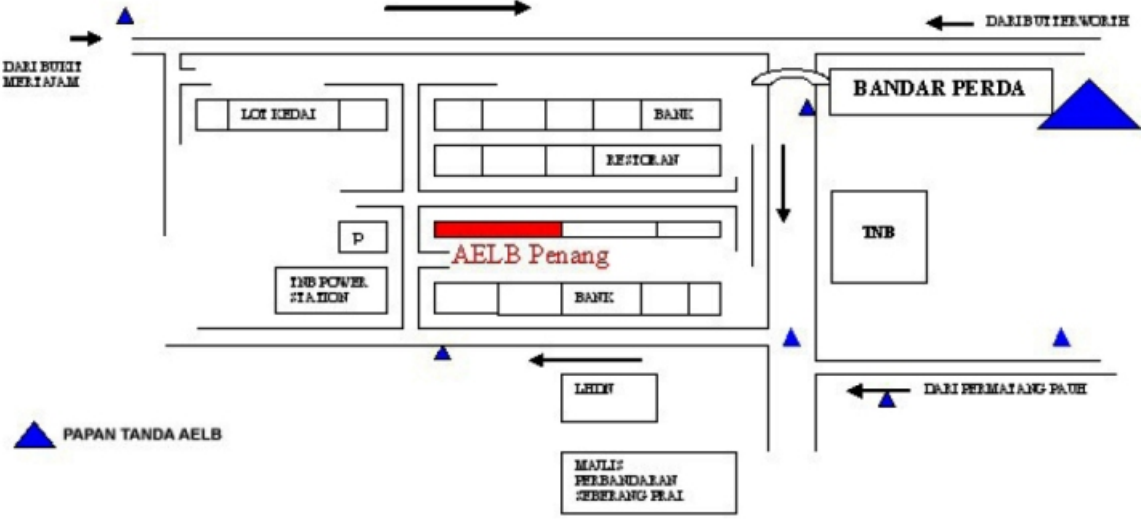 DARI BUTTERWORTH
DARI BUKIT
MERTAJAM
BANDAR PERDA
LOT KEDAI
BANK
RESTORAN
TNB
P
AELB Penang
TNB POWER
STATION
BANK
LHDN
DARI PERMATANG PAUH
PAPAN TANDA AELB
MAJLIS
PERBANDARAN
SEBERANG PRAI